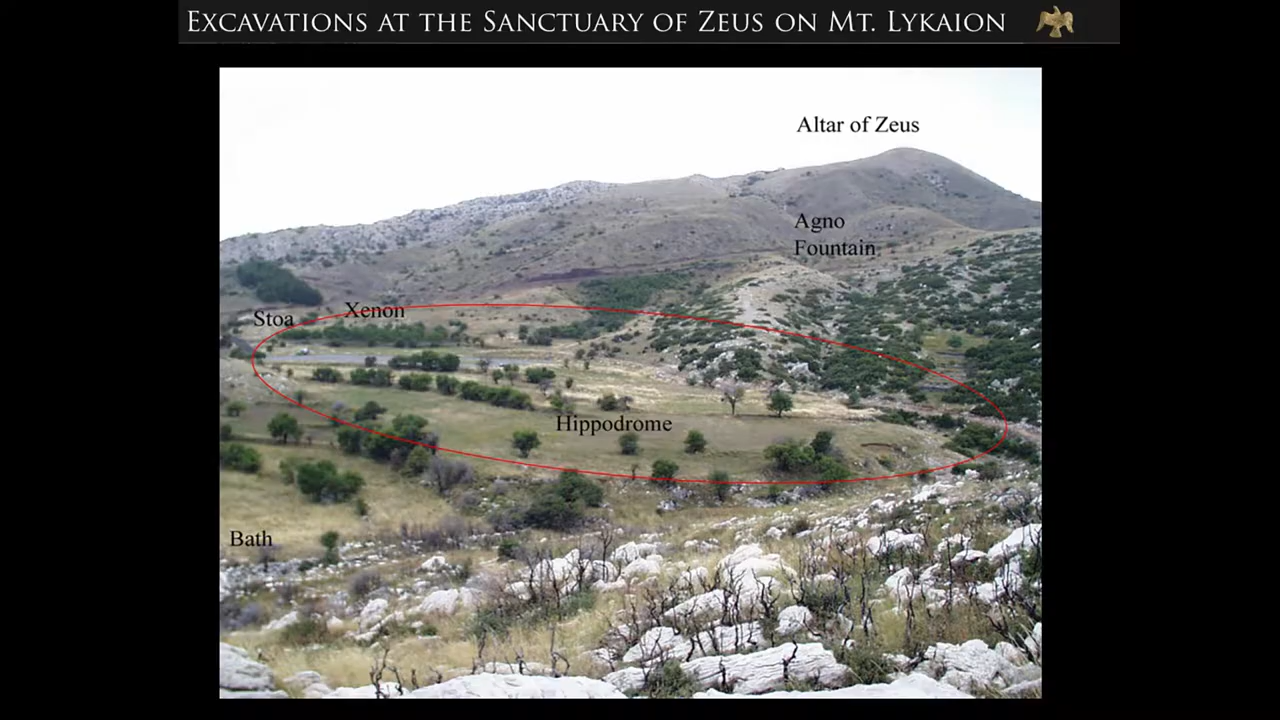 EXCAVATIONS AT THE SANCTUARY OF ZEUS ON MT. LYKAION
Altar of Zeus
Agno
Fountain
Xenon
Stoa
Hippodrome
Bath